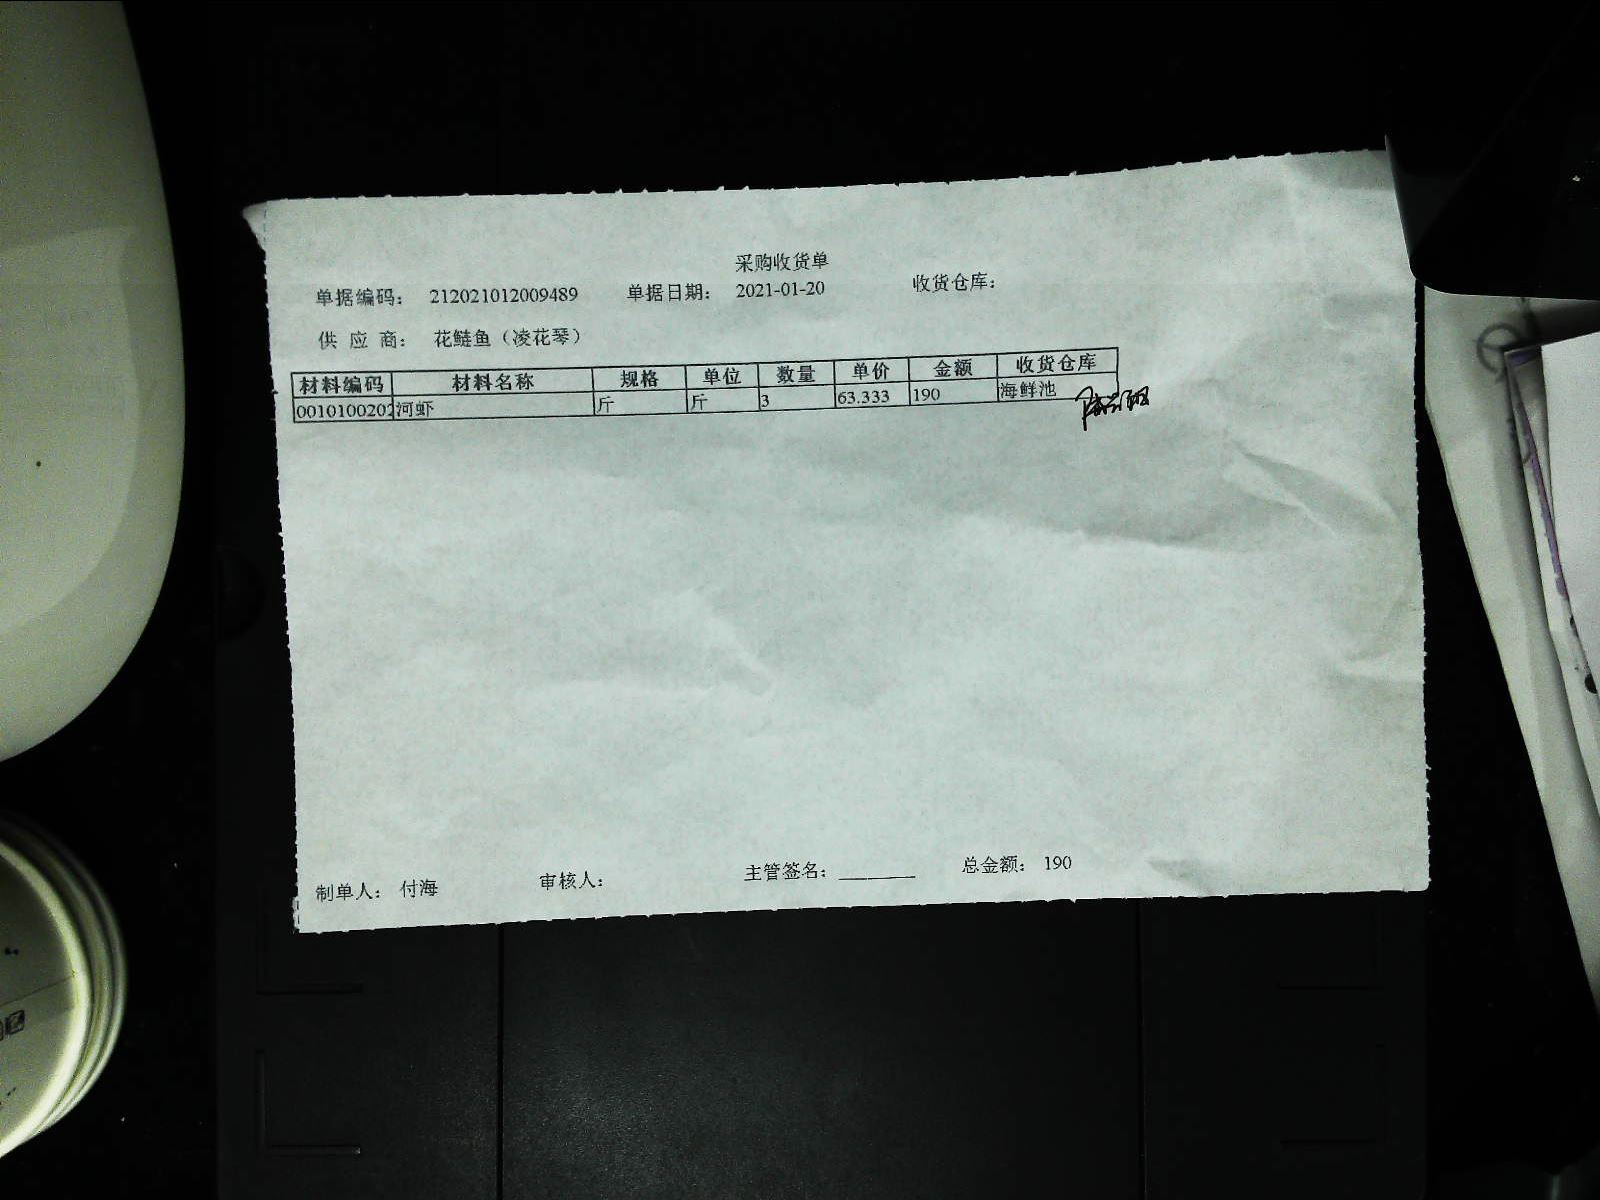 采购收货单
单据编码： 212021012009489 单据日期： 2021-01-20 收货仓库：
供 应 商： 花鲢鱼（凌花琴）
材料编码 材料名称 规格 单位 数量 单价 金额 收货仓库
0010100202 河虾 斤 斤 3 63.333 190 海鲜池
制单人： 付海 审核人： 主管签名： ________ 总金额： 190